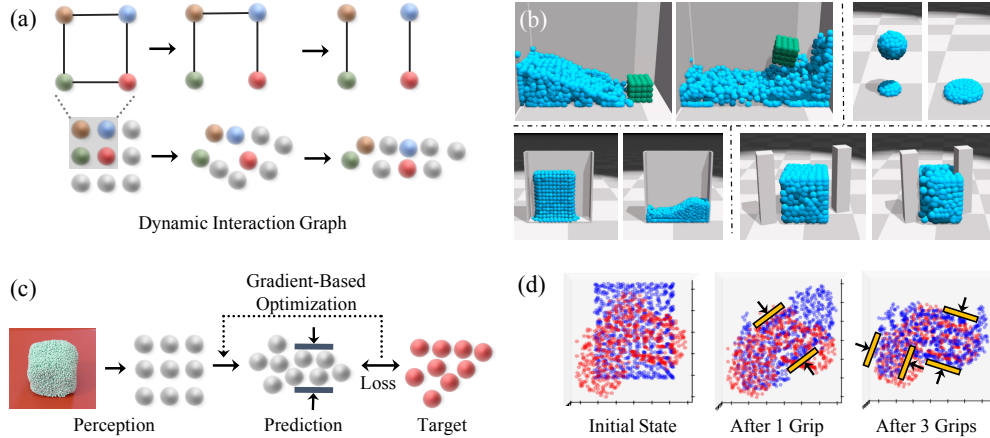 (a)
Dynamic Interaction Graph
(b)
(c)
Gradient-Based
Optimization
Loss
Perception
Prediction
Target
(d)
Initial State
After 1 Grip
After 3 Grips